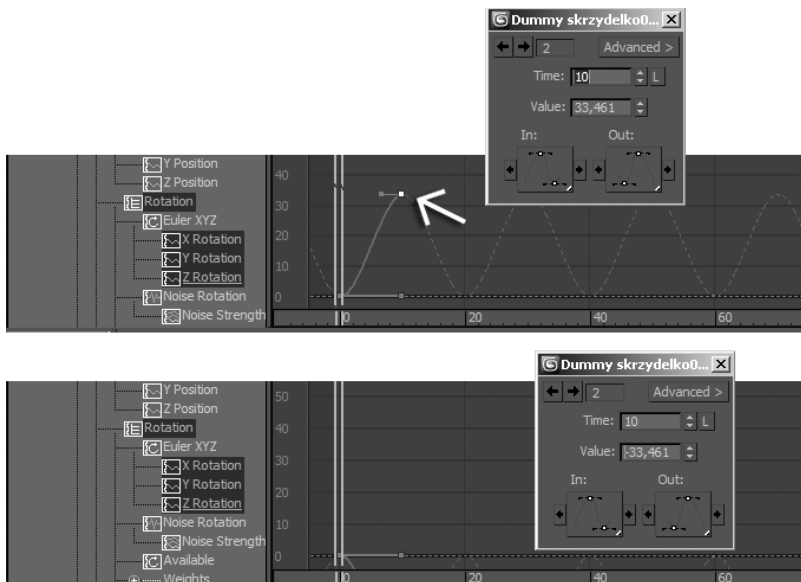 Dummy skrzydelko0...
2 Advanced >
Time: 10 L
Value: 33,461
In: Out:
Y Position
Z Position
Rotation
Euler XYZ
X Rotation
Y Rotation
Z Rotation
Noise Rotation
Noise Strength
40
30
20
10
0
0 20 40 60
Dummy skrzydelko0...
2 Advanced >
Time: 10 L
Value: -33,461
In: Out:
Y Position
Z Position
Rotation
Euler XYZ
X Rotation
Y Rotation
Z Rotation
Noise Rotation
Noise Strength
Available
Weights
50
40
30
20
10
0
0 20 40 60